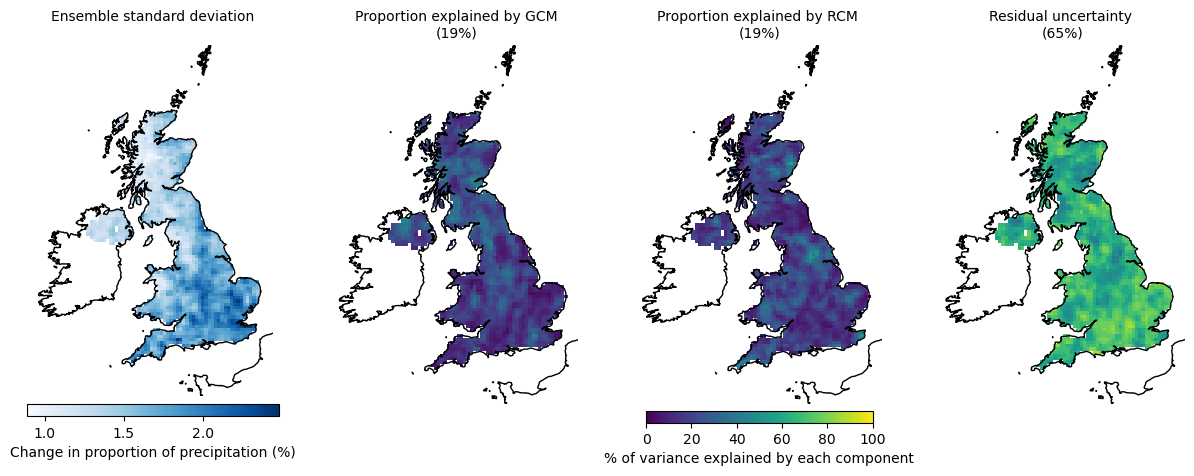 Ensemble standard deviation
Proportion explained by GCM
(19%)
Proportion explained by RCM
(19%)
Residual uncertainty
(65%)
1.0 1.5 2.0
Change in proportion of precipitation (%)
0 20 40 60 80 100
% of variance explained by each component